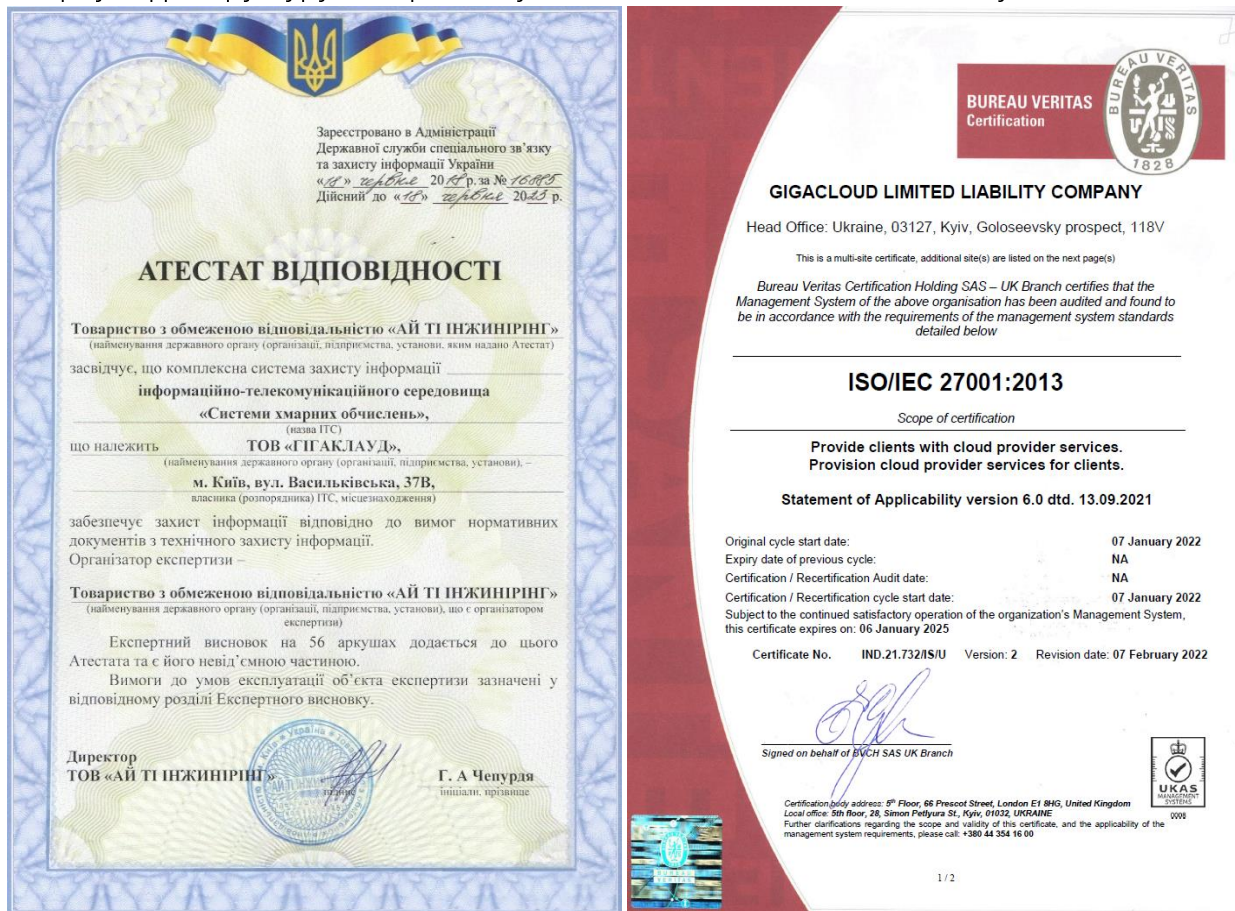 Зареєстровано в Адміністрації
Державної служби спеціального зв'язку
та захисту інформації України
«18» червня 2018 р. за № 16885
Дійсний до «18» червня 2023 р.
АТЕСТАТ ВІДПОВІДНОСТІ
Товариство з обмеженою відповідальністю «АЙ ТІ ІНЖИНІРІНГ»
(найменування державного органу (організації, підприємства, установи, яким надано Атестат)
засвідчує, що комплексна система захисту інформації
інформаційно-телекомунікаційного середовища
«Системи хмарних обчислень»,
(назва ІТС)
що належить ТОВ «ГІГАКЛАУД»,
(найменування державного органу (організації, підприємства, установи), –
м. Київ, вул. Васильківська, 37В,
власника (розпорядника) ІТС, місцезнаходження)
забезпечує захист інформації відповідно до вимог нормативних
документів з технічного захисту інформації.
Організатор експертизи –
Товариство з обмеженою відповідальністю «АЙ ТІ ІНЖИНІРІНГ»
(найменування державного органу (організації, підприємства, установи), що є організатором
експертизи)
Експертний висновок на 56 аркушах додається до цього
Атестата та є його невід'ємною частиною.
Вимоги до умов експлуатації об'єкта експертизи зазначені у
відповідному розділі Експертного висновку.
Директор
ТОВ «АЙ ТІ ІНЖИНІРІНГ»
Г. А Чепурдя
підпис
ініціали, прізвище
BUREAU VERITAS
Certification
BUREAU VERITAS
1828
GIGACLOUD LIMITED LIABILITY COMPANY
Head Office: Ukraine, 03127, Kyiv, Goloseevsky prospect, 118V
This is a multi-site certificate, additional site(s) are listed on the next page(s)
Bureau Veritas Certification Holding SAS – UK Branch certifies that the
Management System of the above organisation has been audited and found to
be in accordance with the requirements of the management system standards
detailed below
ISO/IEC 27001:2013
Scope of certification
Provide clients with cloud provider services.
Provision cloud provider services for clients.
Statement of Applicability version 6.0 dtd. 13.09.2021
Original cycle start date: 07 January 2022
Expiry date of previous cycle: NA
Certification / Recertification Audit date: NA
Certification / Recertification cycle start date: 07 January 2022
Subject to the continued satisfactory operation of the organization's Management System,
this certificate expires on: 06 January 2025
Certificate No. IND.21.732/IS/U Version: 2 Revision date: 07 February 2022
Signed on behalf of BVCH SAS UK Branch
Certification body address: 5th Floor, 66 Prescot Street, London E1 8HG, United Kingdom
Local office: 5th floor, 28, Simon Petlyura St., Kyiv, 01032, UKRAINE
Further clarifications regarding the scope and validity of this certificate, and the applicability of the
management system requirements, please call: +380 44 354 16 00
UKAS
MANAGEMENT
SYSTEMS
0008
1 / 2